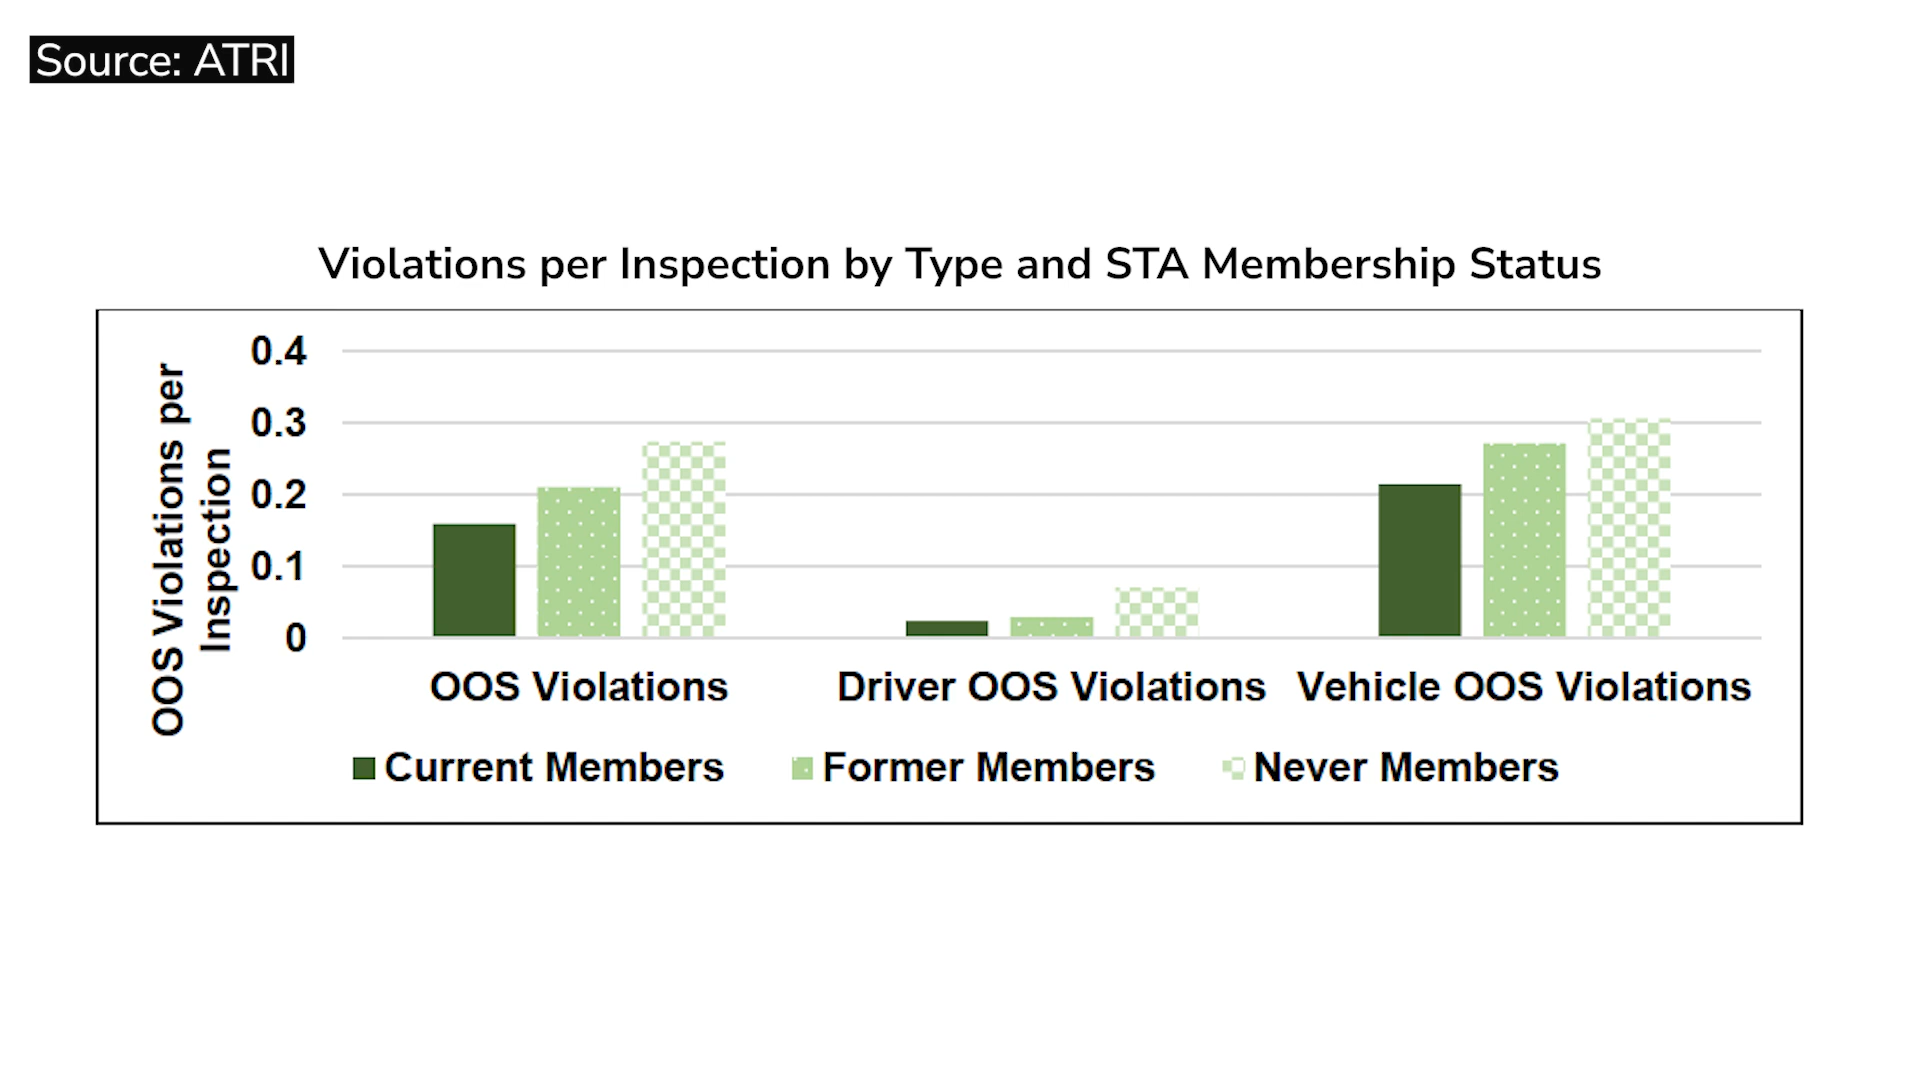 Source: ATRI
Violations per Inspection by Type and STA Membership Status
OOS Violations per
Inspection
0.4
0.3
0.2
0.1
0
OOS Violations Driver OOS Violations Vehicle OOS Violations
Current Members Former Members Never Members